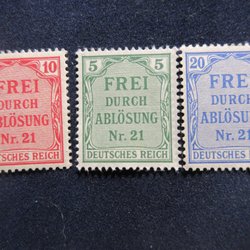 10
FREI
DURCH
ABLÖSUNG
Nr. 21
DEUTSCHES REICH
5 5
FREI
DURCH
ABLÖSUNG
Nr. 21
DEUTSCHES REICH
20
FREI
DURCH
ABLÖSUNG
Nr. 21
DEUTSCHES REICH